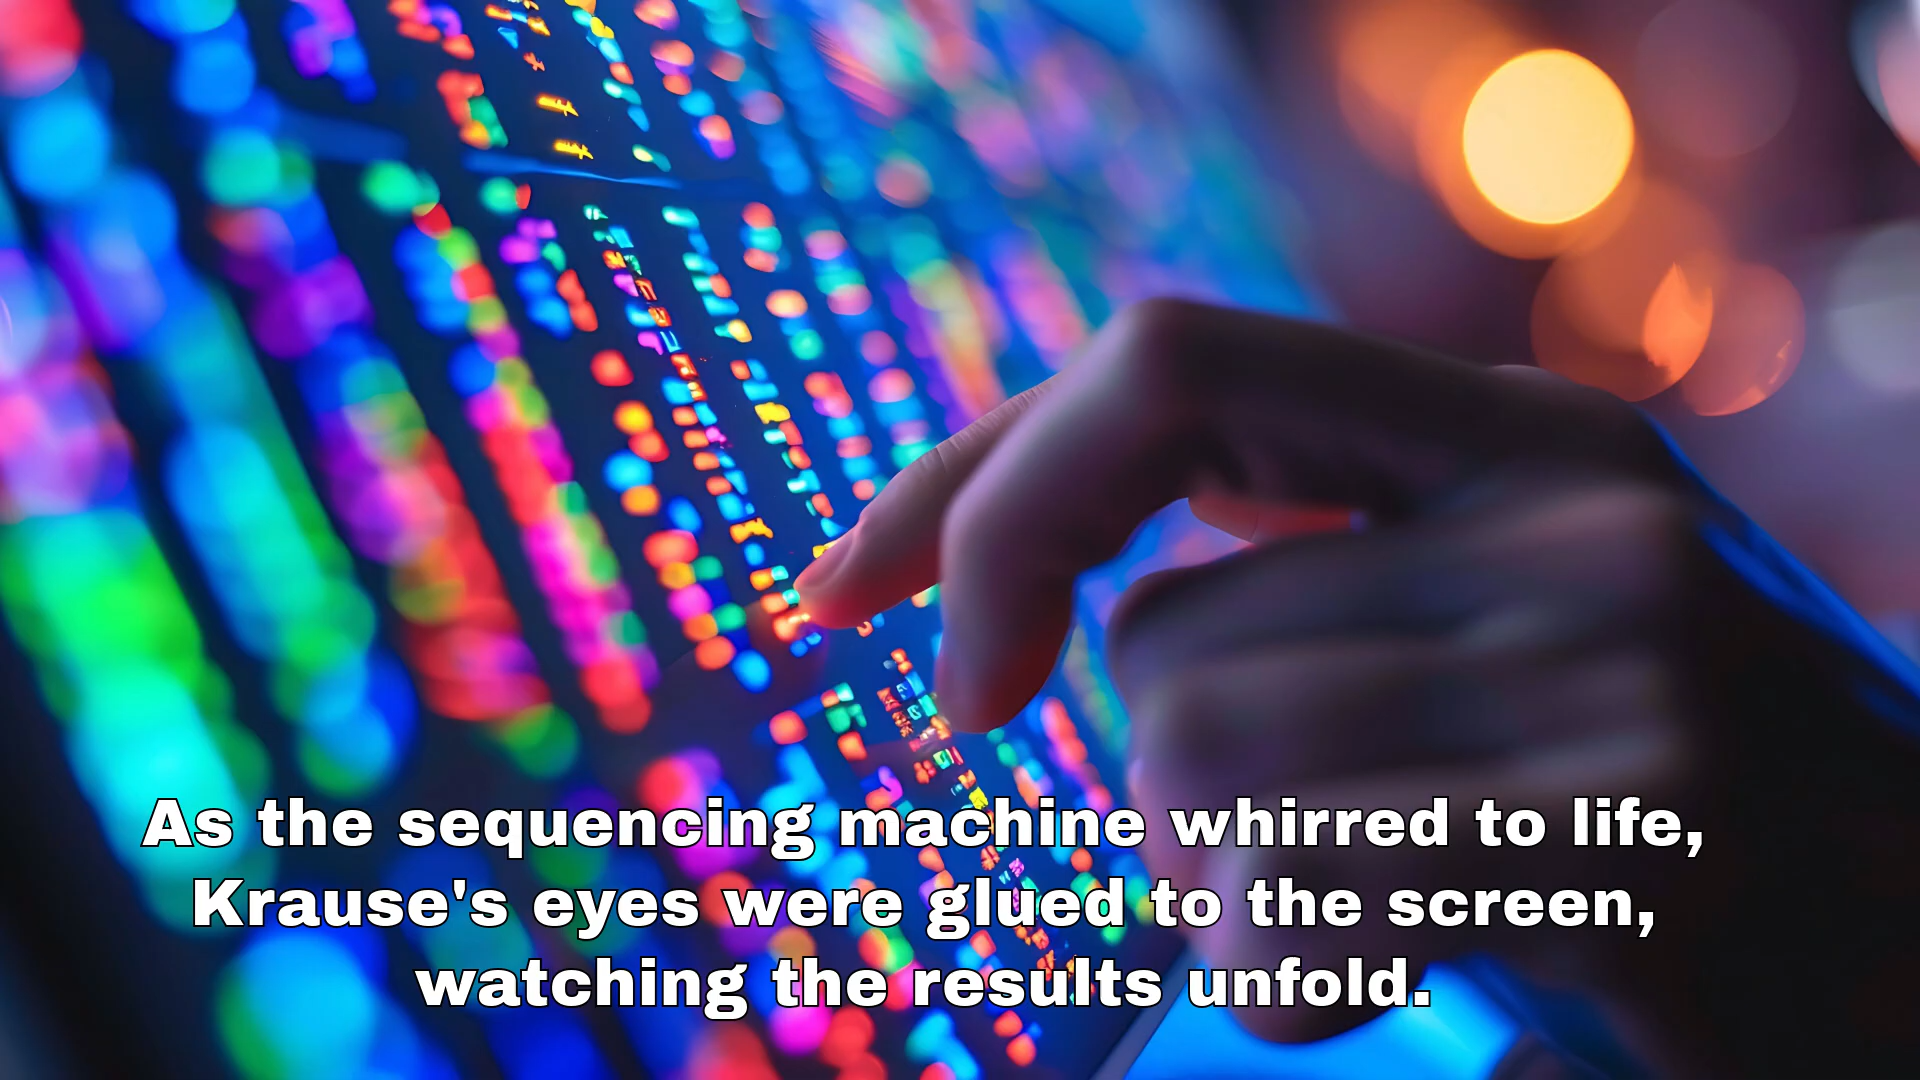 As the sequencing machine whirred to life,
Krause's eyes were glued to the screen,
watching the results unfold.